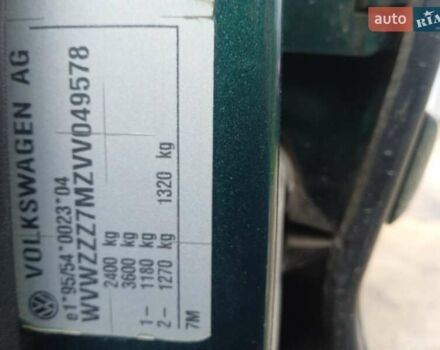 VOLKSWAGEN AG
e1*95/54*0023*04
WVWZZZ7MZVV049578
2400 kg
3600 kg
1– 1180 kg
2– 1270 kg 1320 kg
7M
auto RIA